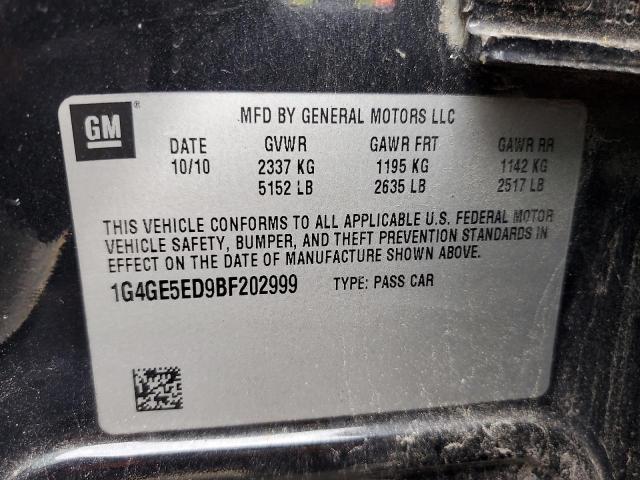 GM
®
MFD BY GENERAL MOTORS LLC
DATE GVWR GAWR FRT GAWR RR
10/10 2337 KG 1195 KG 1142 KG
5152 LB 2635 LB 2517 LB
THIS VEHICLE CONFORMS TO ALL APPLICABLE U.S. FEDERAL MOTOR
VEHICLE SAFETY, BUMPER, AND THEFT PREVENTION STANDARDS IN
EFFECT ON THE DATE OF MANUFACTURE SHOWN ABOVE.
1G4GE5ED9BF202999 TYPE: PASS CAR